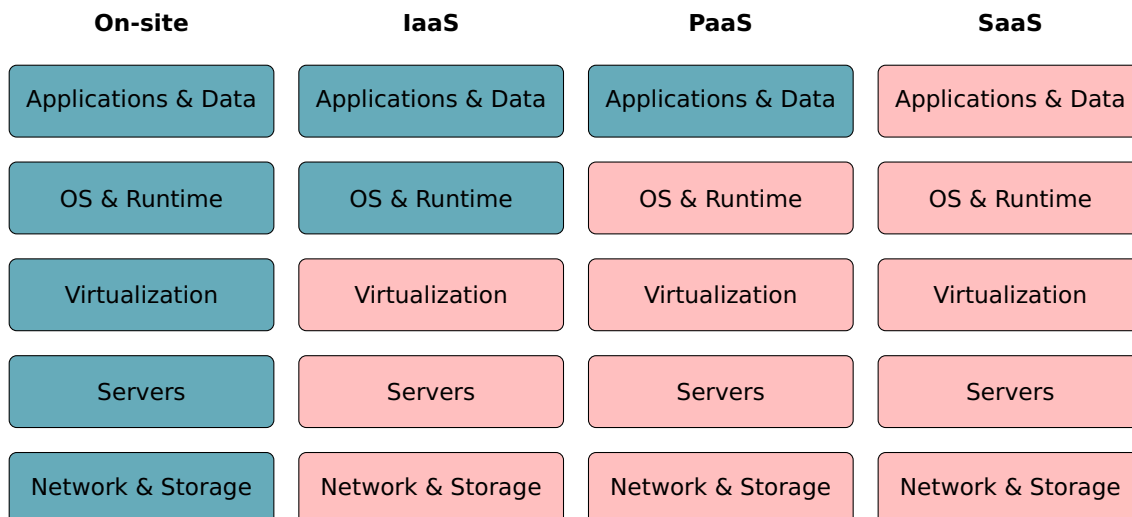 On-site IaaS PaaS SaaS
Applications & Data Applications & Data Applications & Data Applications & Data
OS & Runtime OS & Runtime OS & Runtime OS & Runtime
Virtualization Virtualization Virtualization Virtualization
Servers Servers Servers Servers
Network & Storage Network & Storage Network & Storage Network & Storage